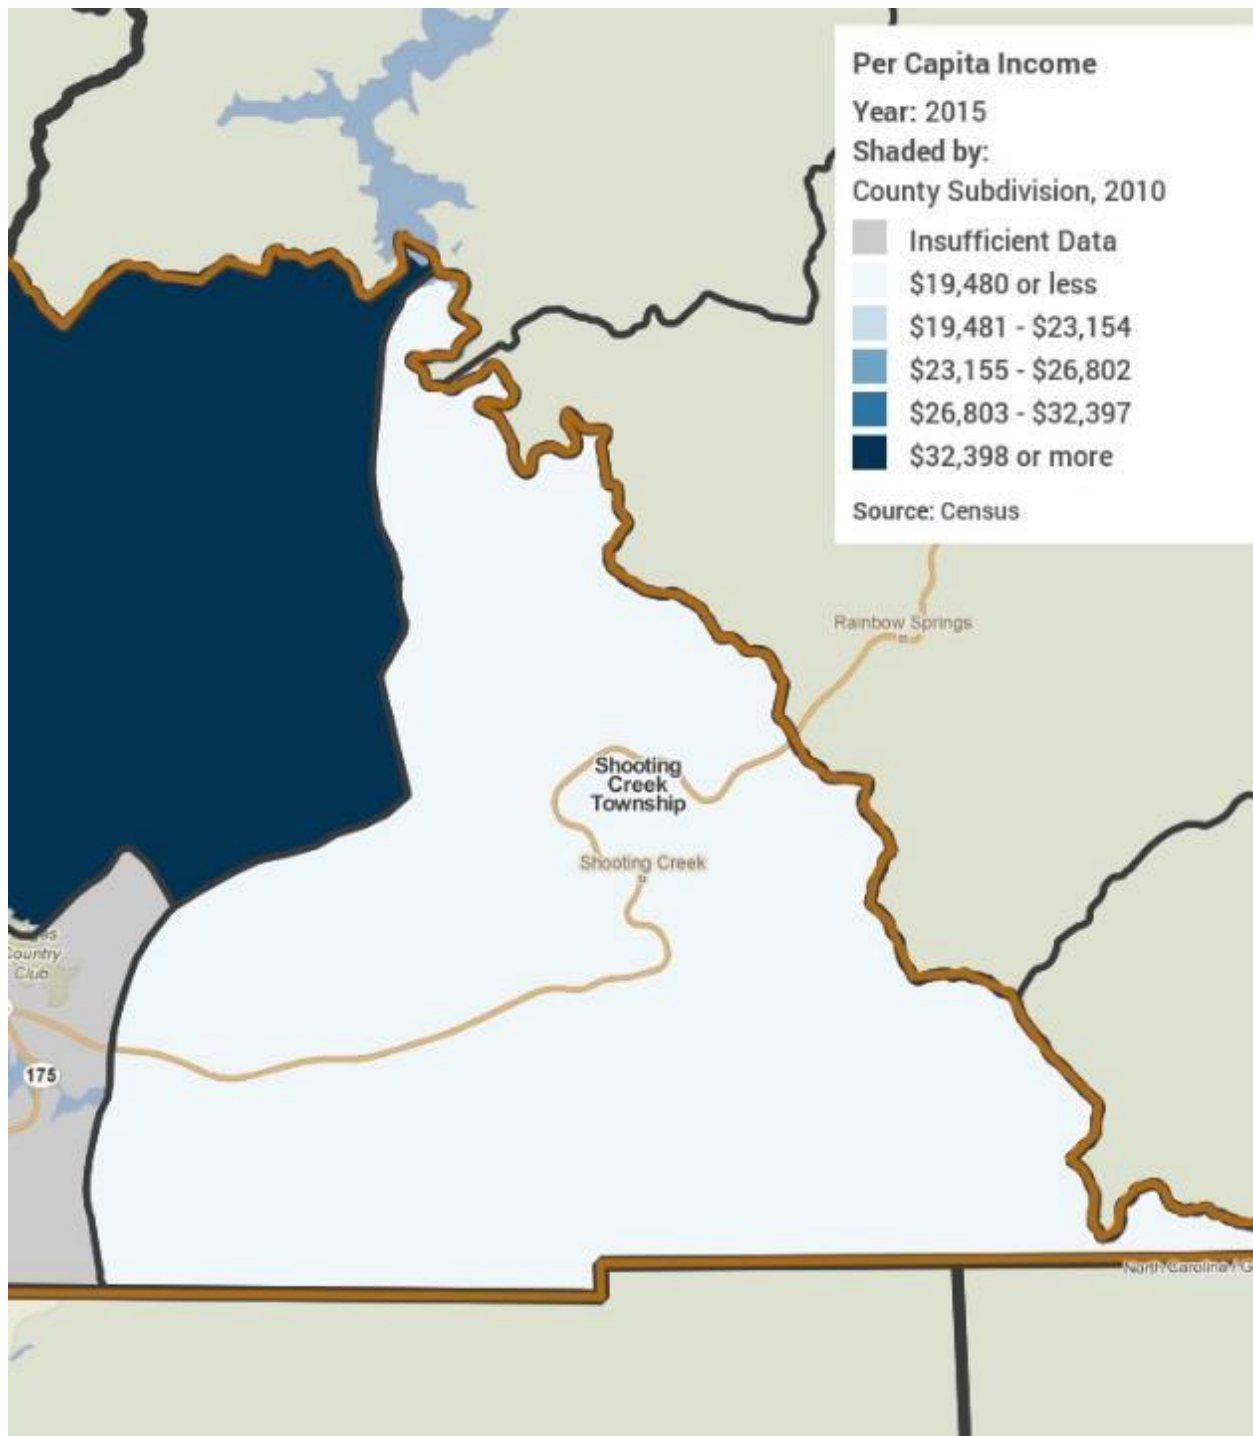 Per Capita Income
Year: 2015
Shaded by:
County Subdivision, 2010
Insufficient Data
$19,480 or less
$19,481 - $23,154
$23,155 - $26,802
$26,803 - $32,397
$32,398 or more
Source: Census
Rainbow Springs
Shooting
Creek
Township
Shooting Creek
Country
Club
175
North Carolina / G